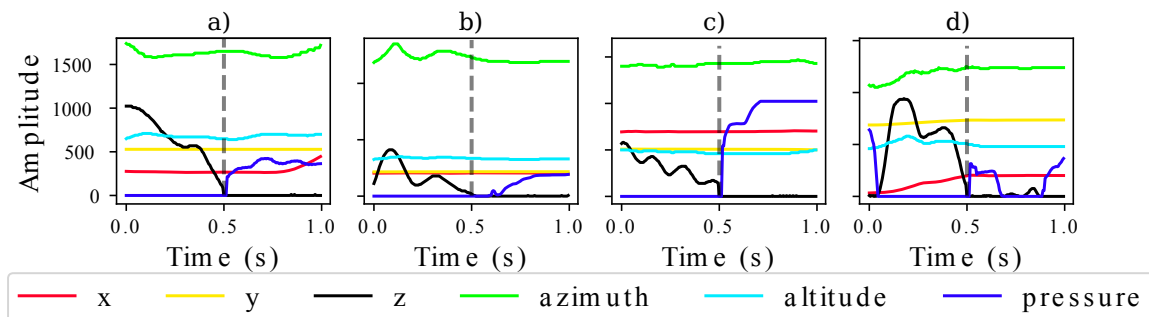 a) b) c) d)
Amplitude
1500
1000
500
0
0.0 0.5 1.0 0.0 0.5 1.0 0.0 0.5 1.0 0.0 0.5 1.0
Time (s) Time (s) Time (s) Time (s)
x y z azimuth altitude pressure